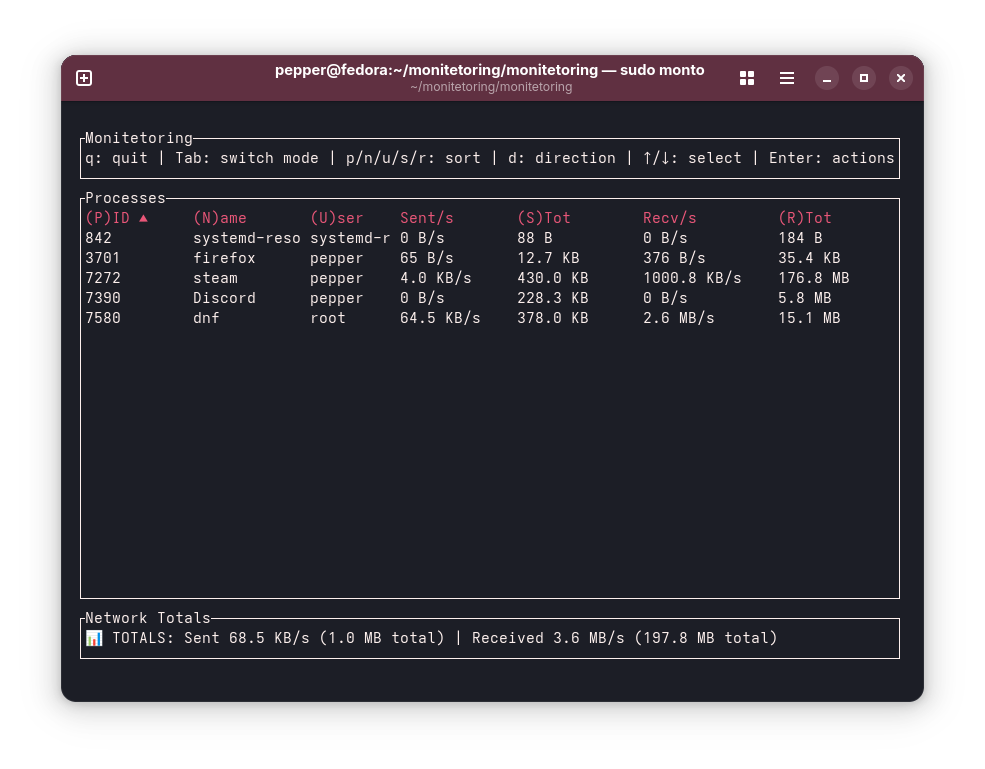 pepper@fedora:~/monitetoring/monitetoring — sudo monto
~/monitetoring/monitetoring
Monitetoring
q: quit | Tab: switch mode | p/n/u/s/r: sort | d: direction | ↑/↓: select | Enter: actions
Processes
(P)ID ▲ (N)ame (U)ser Sent/s (S)Tot Recv/s (R)Tot
842 systemd-reso systemd-r 0 B/s 88 B 0 B/s 184 B
3701 firefox pepper 65 B/s 12.7 KB 376 B/s 35.4 KB
7272 steam pepper 4.0 KB/s 430.0 KB 1000.8 KB/s 176.8 MB
7390 Discord pepper 0 B/s 228.3 KB 0 B/s 5.8 MB
7580 dnf root 64.5 KB/s 378.0 KB 2.6 MB/s 15.1 MB
Network Totals
📊 TOTALS: Sent 68.5 KB/s (1.0 MB total) | Received 3.6 MB/s (197.8 MB total)